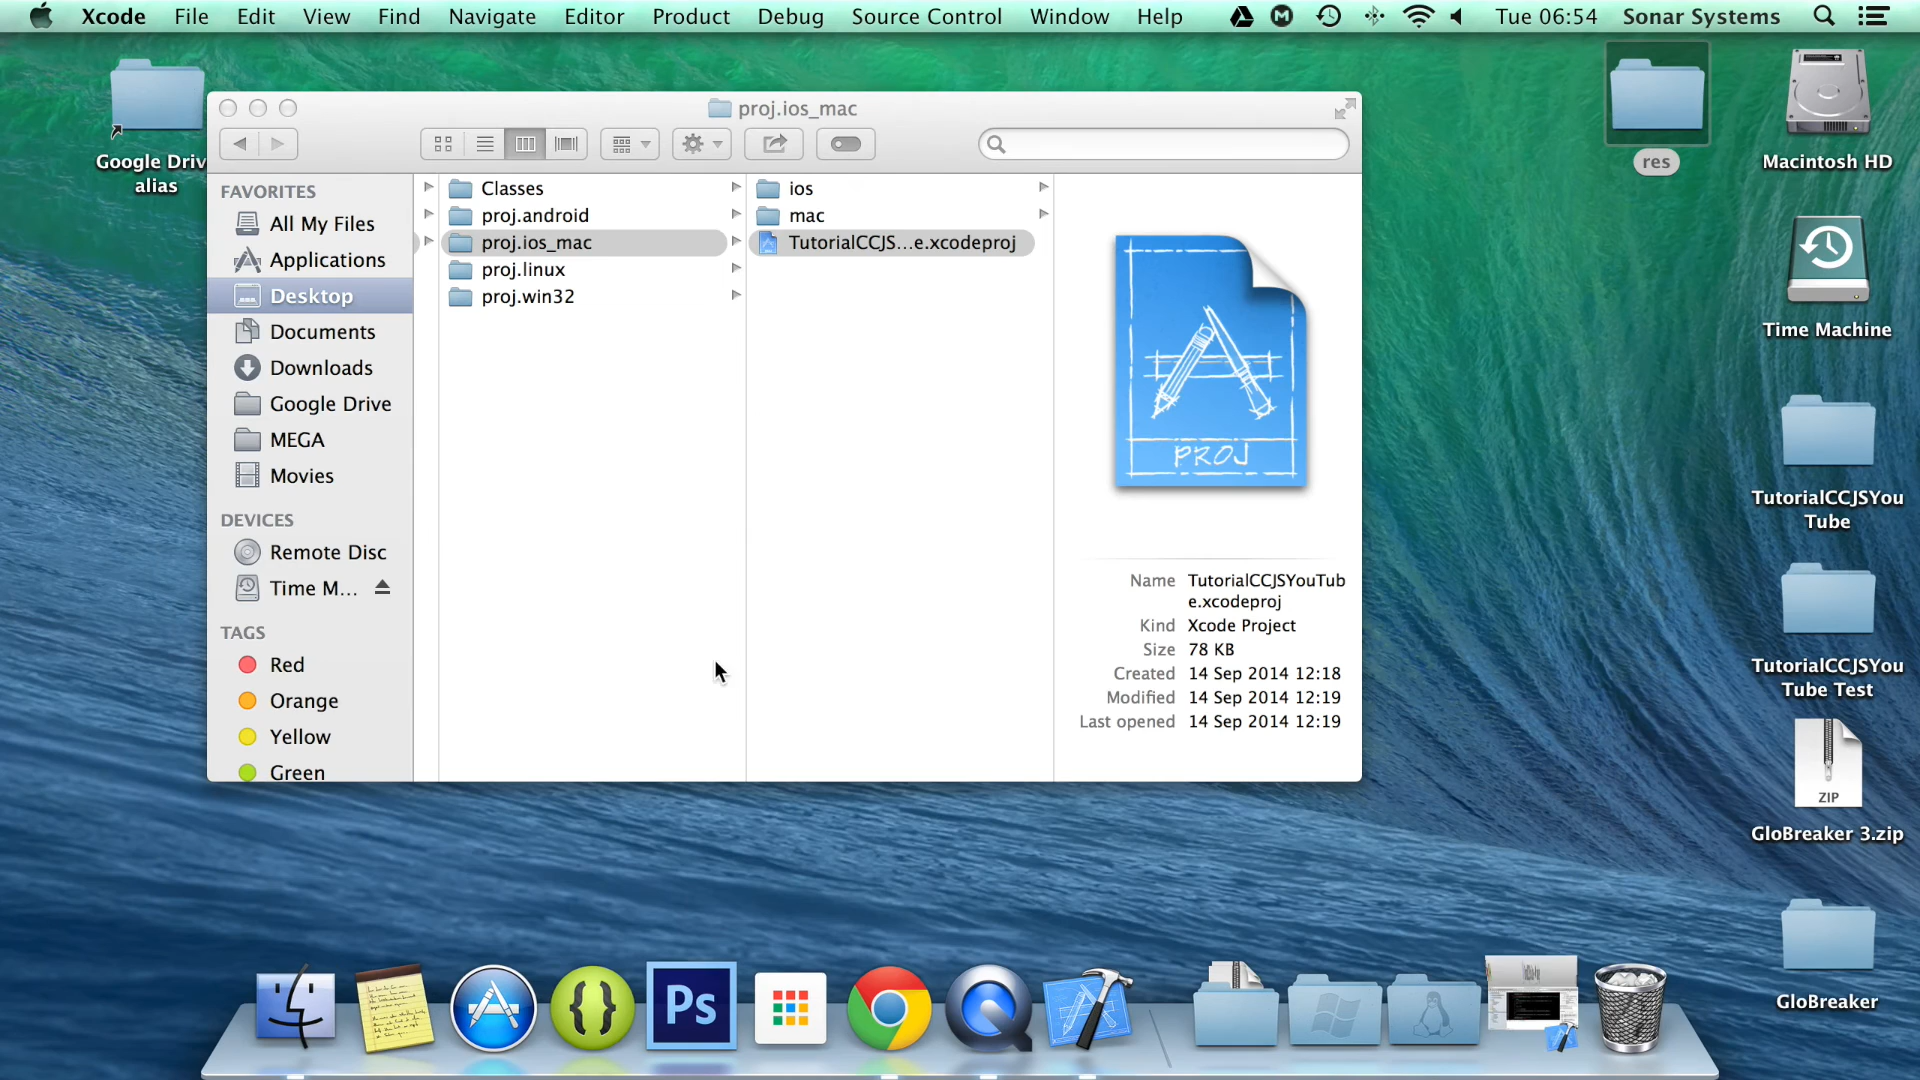 Xcode File Edit View Find Navigate Editor Product Debug Source Control Window Help Tue 06:54 Sonar Systems
proj.ios_mac
FAVORITES
All My Files
Applications
Desktop
Documents
Downloads
Google Drive
MEGA
Movies
DEVICES
Remote Disc
Time M...
TAGS
Red
Orange
Yellow
Green
Classes
proj.android
proj.ios_mac
proj.linux
proj.win32
ios
mac
TutorialCCJS...e.xcodeproj
PROJ
Name TutorialCCJSYouTub
e.xcodeproj
Kind Xcode Project
Size 78 KB
Created 14 Sep 2014 12:18
Modified 14 Sep 2014 12:19
Last opened 14 Sep 2014 12:19
Google Driv
alias
res
Macintosh HD
Time Machine
TutorialCCJSYou
Tube
TutorialCCJSYou
Tube Test
ZIP
GloBreaker 3.zip
GloBreaker
Ps